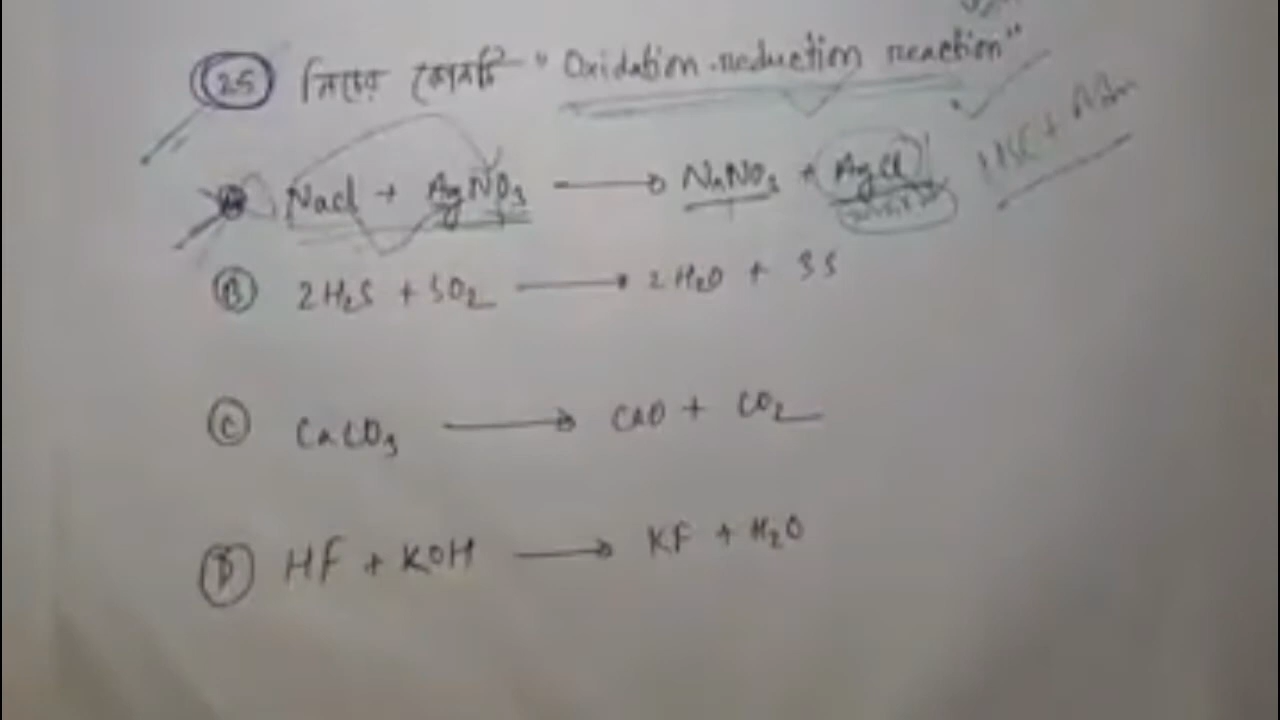 25 নিচের কোনটি "Oxidation-reduction reaction"
NaCl + AgNO3 → NaNO3 + AgCl
HSC +
B 2H2S + SO2 → 2H2O + 3S
C CaCO3 → CaO + CO2
D HF + KOH → KF + H2O